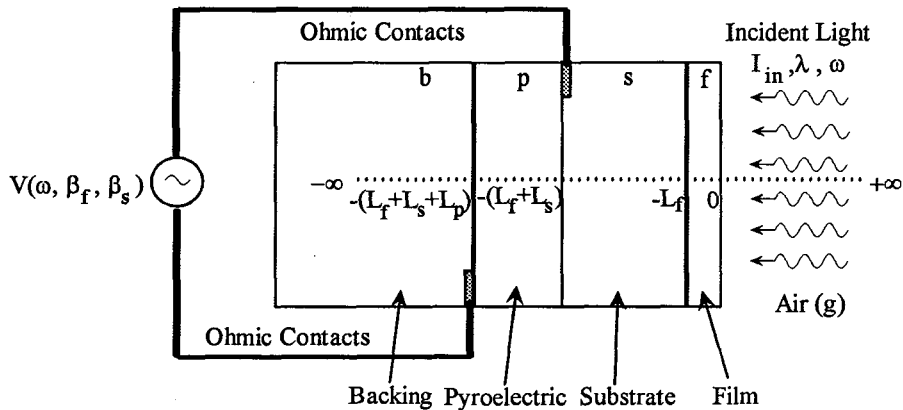 Ohmic Contacts
Incident Light
I_in , λ , ω
b
p
s
f
V(ω, β_f, β_s)
~
−∞
-(L_f+L_s+L_p)
-(L_f+L_s)
-L_f
0
+∞
Air (g)
Ohmic Contacts
Backing
Pyroelectric
Substrate
Film